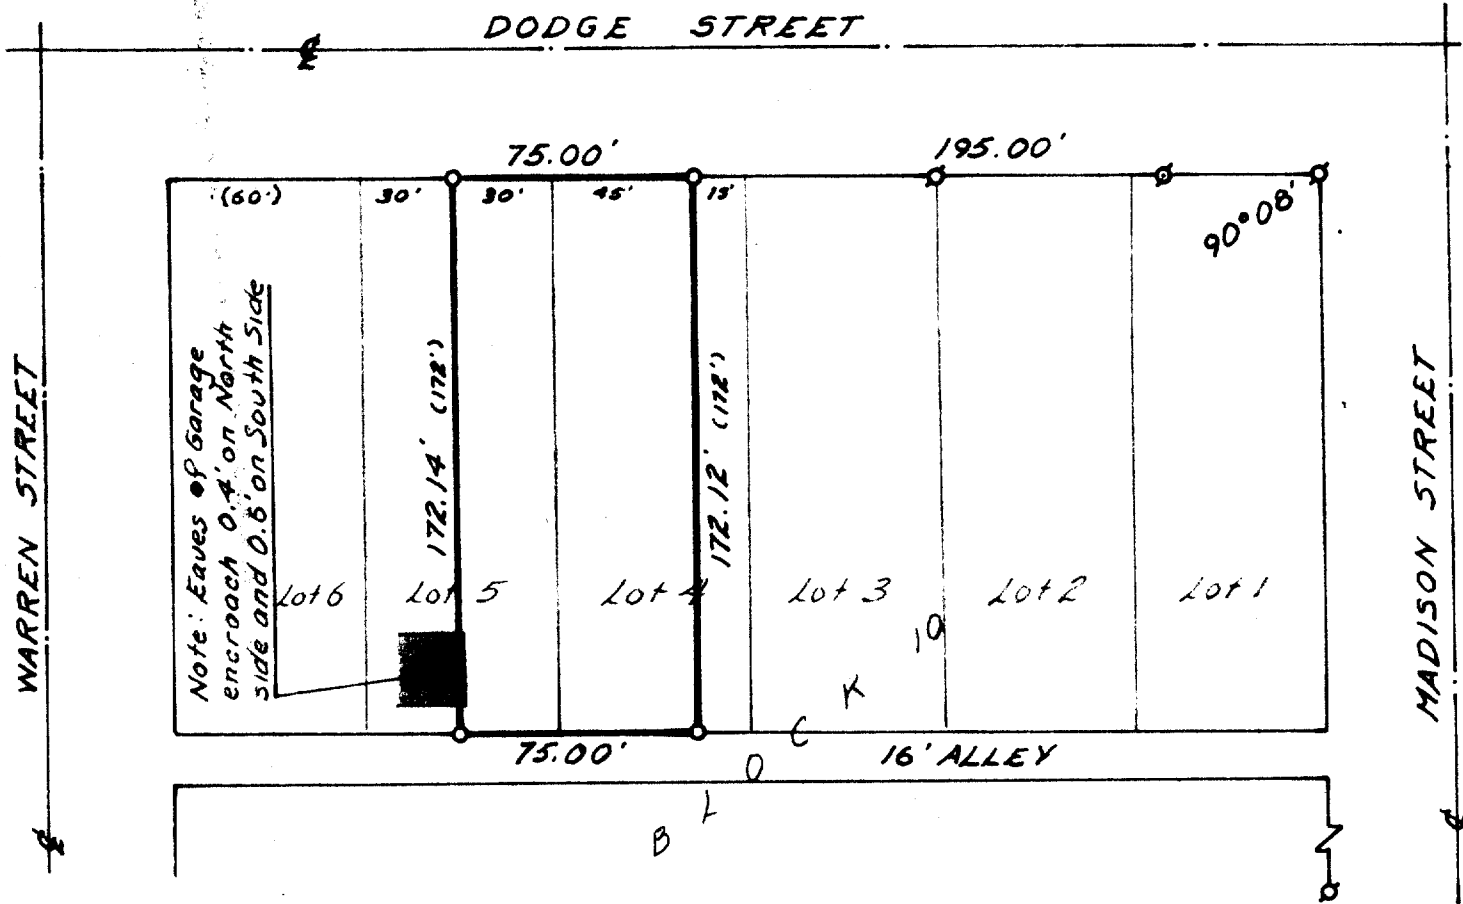 DODGE STREET
75.00'
195.00'
(60')
30'
30'
45'
15'
90°08'
WARREN STREET
Note: Eaves of Garage
encroach 0.4' on North
side and 0.6' on South Side
172.14' (172')
172.12' (172')
MADISON STREET
Lot 6
Lot 5
Lot 4
Lot 3
Lot 2
Lot 1
75.00'
16' ALLEY
BLOCK 10